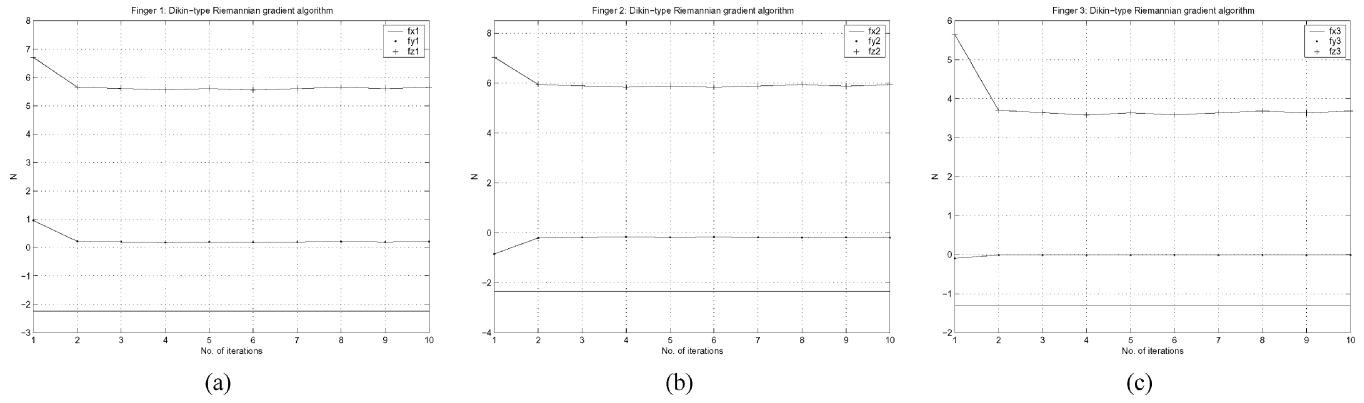 Finger 1: Dikin-type Riemannian gradient algorithm
8
7
6
5
4
3
2
1
0
-1
-2
-3
N
fx1
fy1
fz1
1 2 3 4 5 6 7 8 9 10
No. of iterations
(a)
Finger 2: Dikin-type Riemannian gradient algorithm
8
6
4
2
0
-2
-4
N
fx2
fy2
fz2
1 2 3 4 5 6 7 8 9 10
No. of iterations
(b)
Finger 3: Dikin-type Riemannian gradient algorithm
6
5
4
3
2
1
0
-1
-2
N
fx3
fy3
fz3
1 2 3 4 5 6 7 8 9 10
No. of iterations
(c)